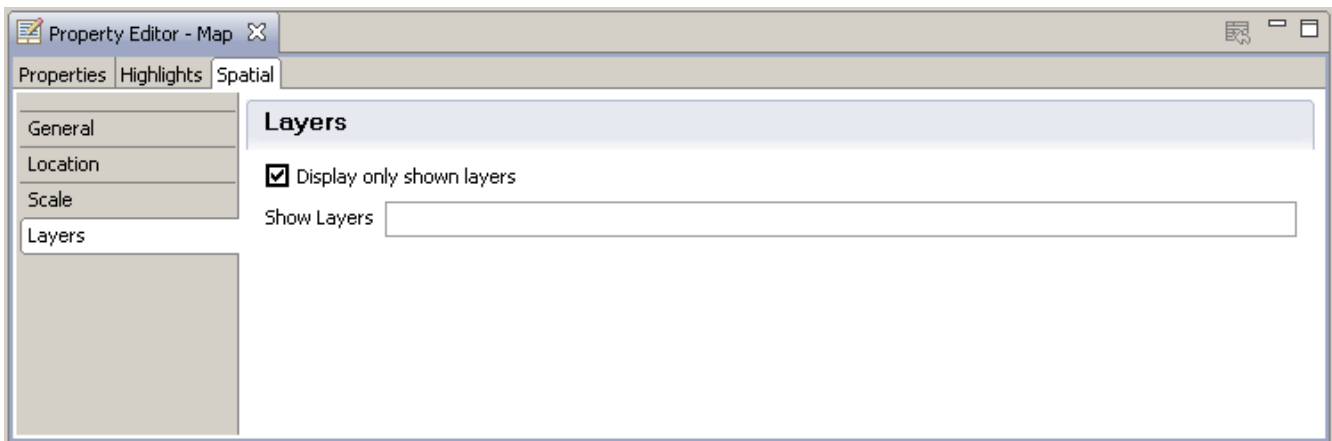 Property Editor - Map
Properties Highlights Spatial
General
Location
Scale
Layers
Layers
Display only shown layers
Show Layers